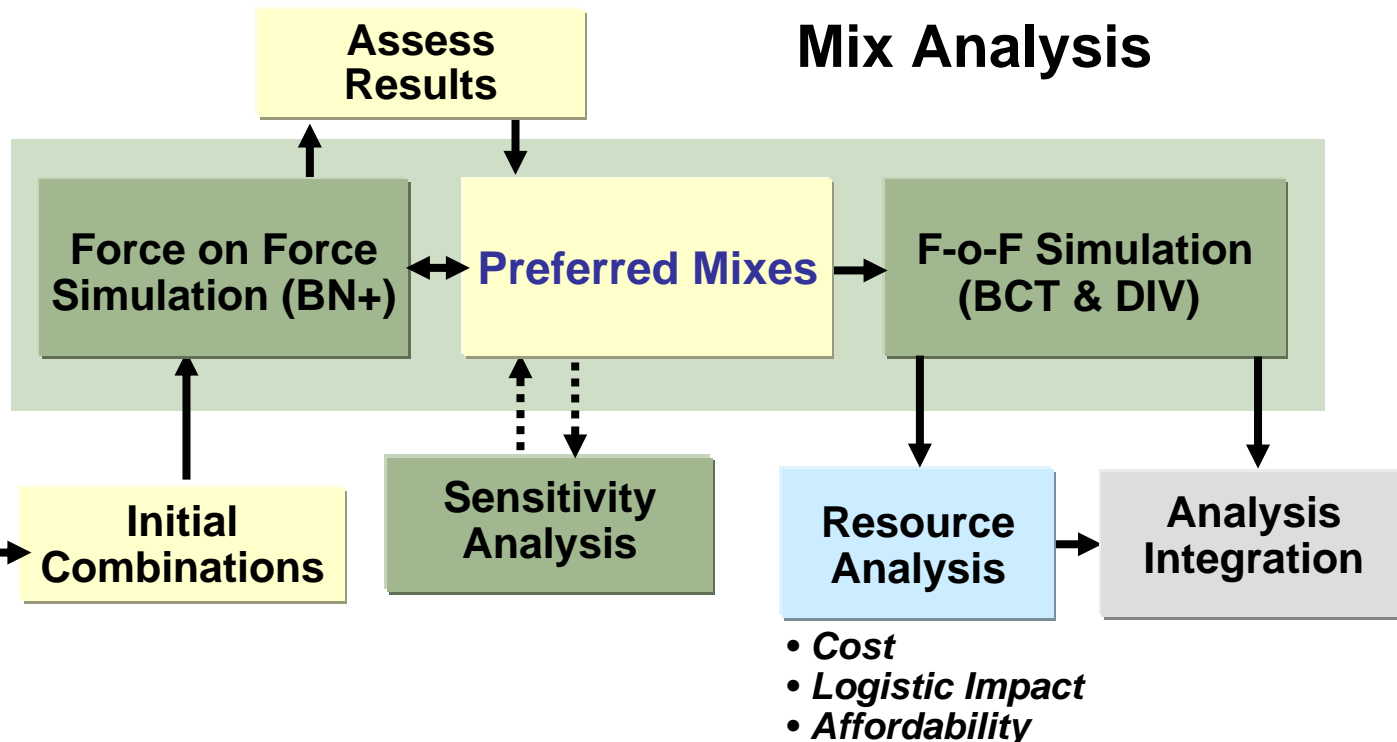 Mix Analysis
Assess
Results
Force on Force
Simulation (BN+)
Preferred Mixes
F-o-F Simulation
(BCT & DIV)
Initial
Combinations
Sensitivity
Analysis
Resource
Analysis
Analysis
Integration
• Cost
• Logistic Impact
• Affordability